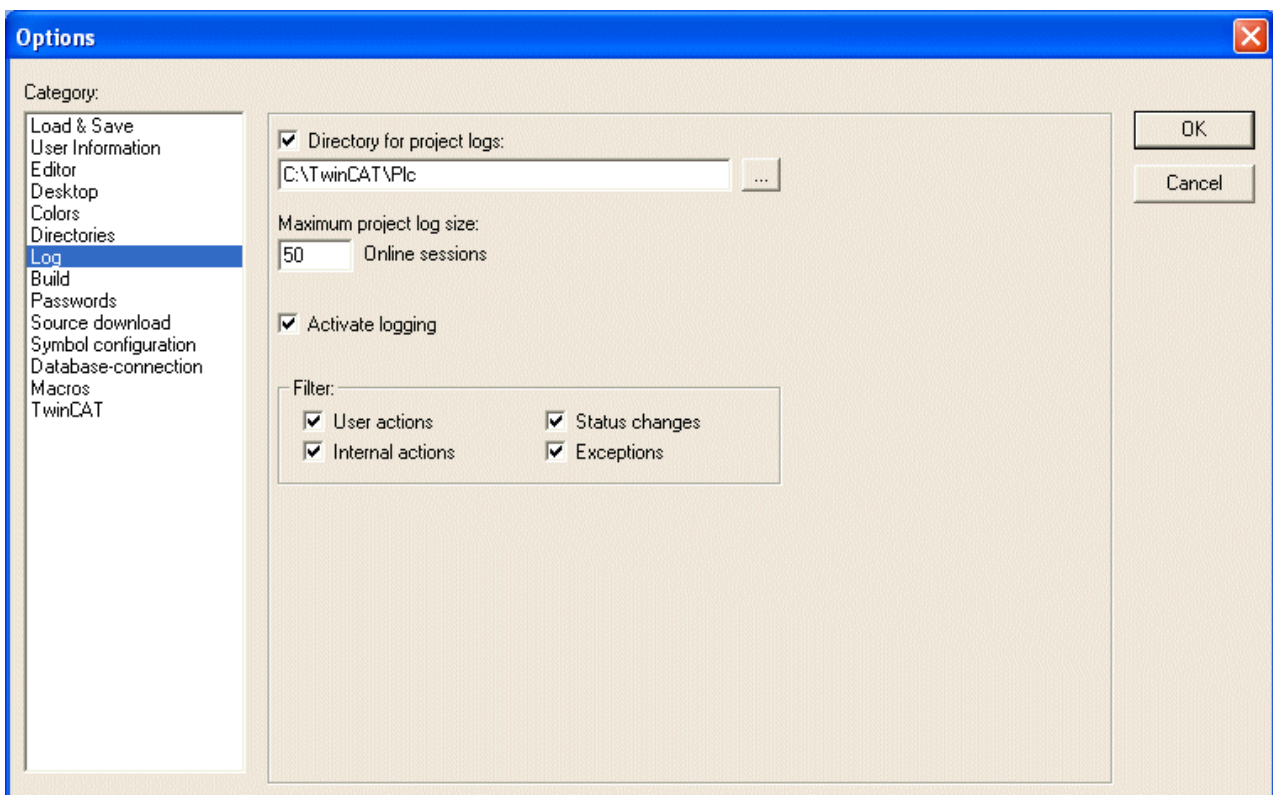 Options
Category:
Load & Save
User Information
Editor
Desktop
Colors
Directories
Log
Build
Passwords
Source download
Symbol configuration
Database-connection
Macros
TwinCAT
Directory for project logs:
C:\TwinCAT\Plc
...
Maximum project log size:
50 Online sessions
Activate logging
Filter:
User actions Status changes
Internal actions Exceptions
OK
Cancel